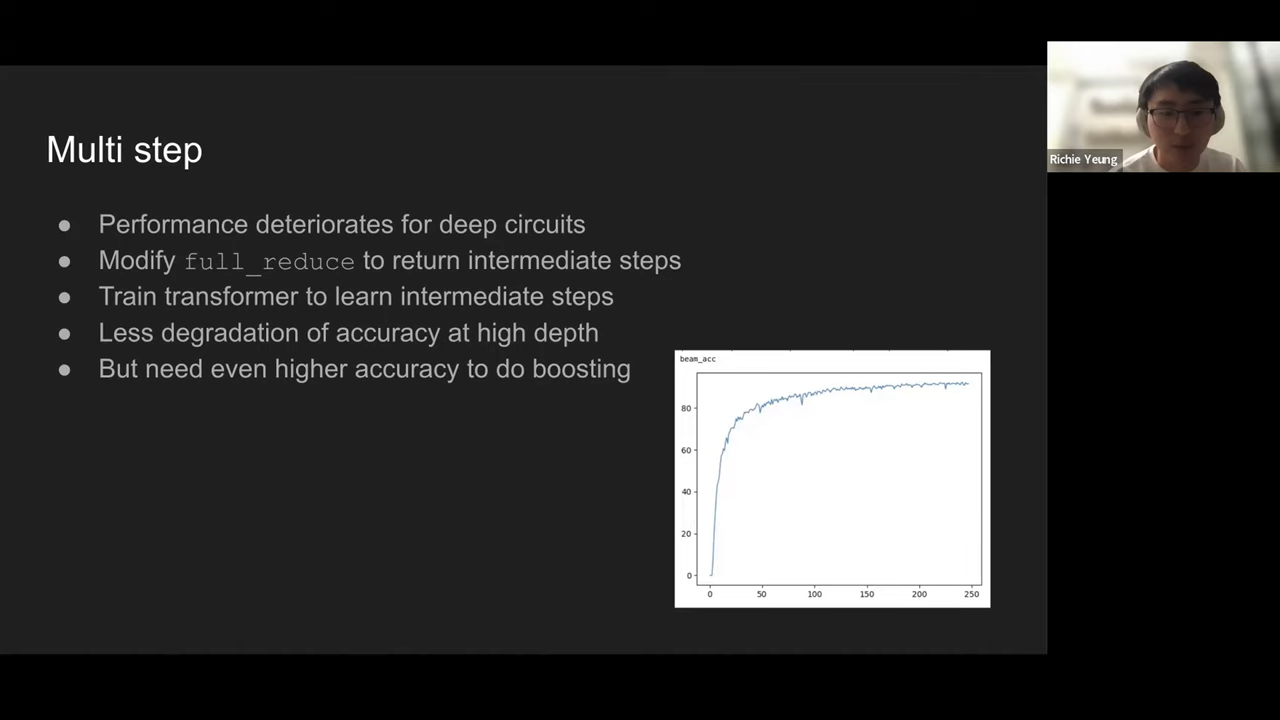 Multi step
● Performance deteriorates for deep circuits
● Modify full_reduce to return intermediate steps
● Train transformer to learn intermediate steps
● Less degradation of accuracy at high depth
● But need even higher accuracy to do boosting
Richie Yeung
beam_acc
80
60
40
20
0
0 50 100 150 200 250